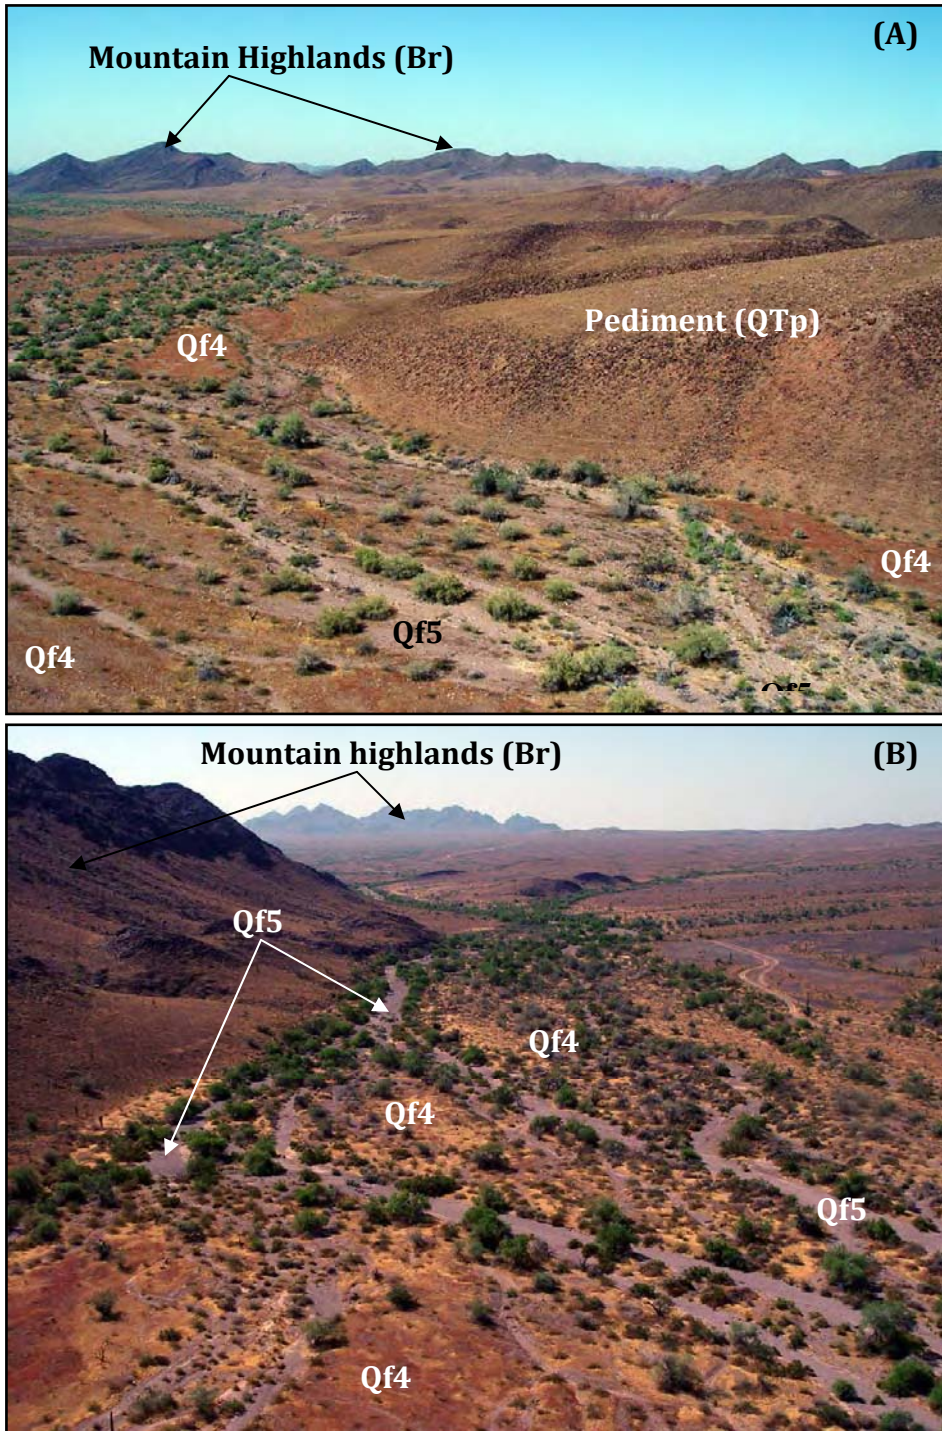 (A)
Mountain Highlands (Br)
Pediment (QTp)
Qf4
Qf4
Qf5
Qf4
(B)
Mountain highlands (Br)
Qf5
Qf4
Qf4
Qf5
Qf4